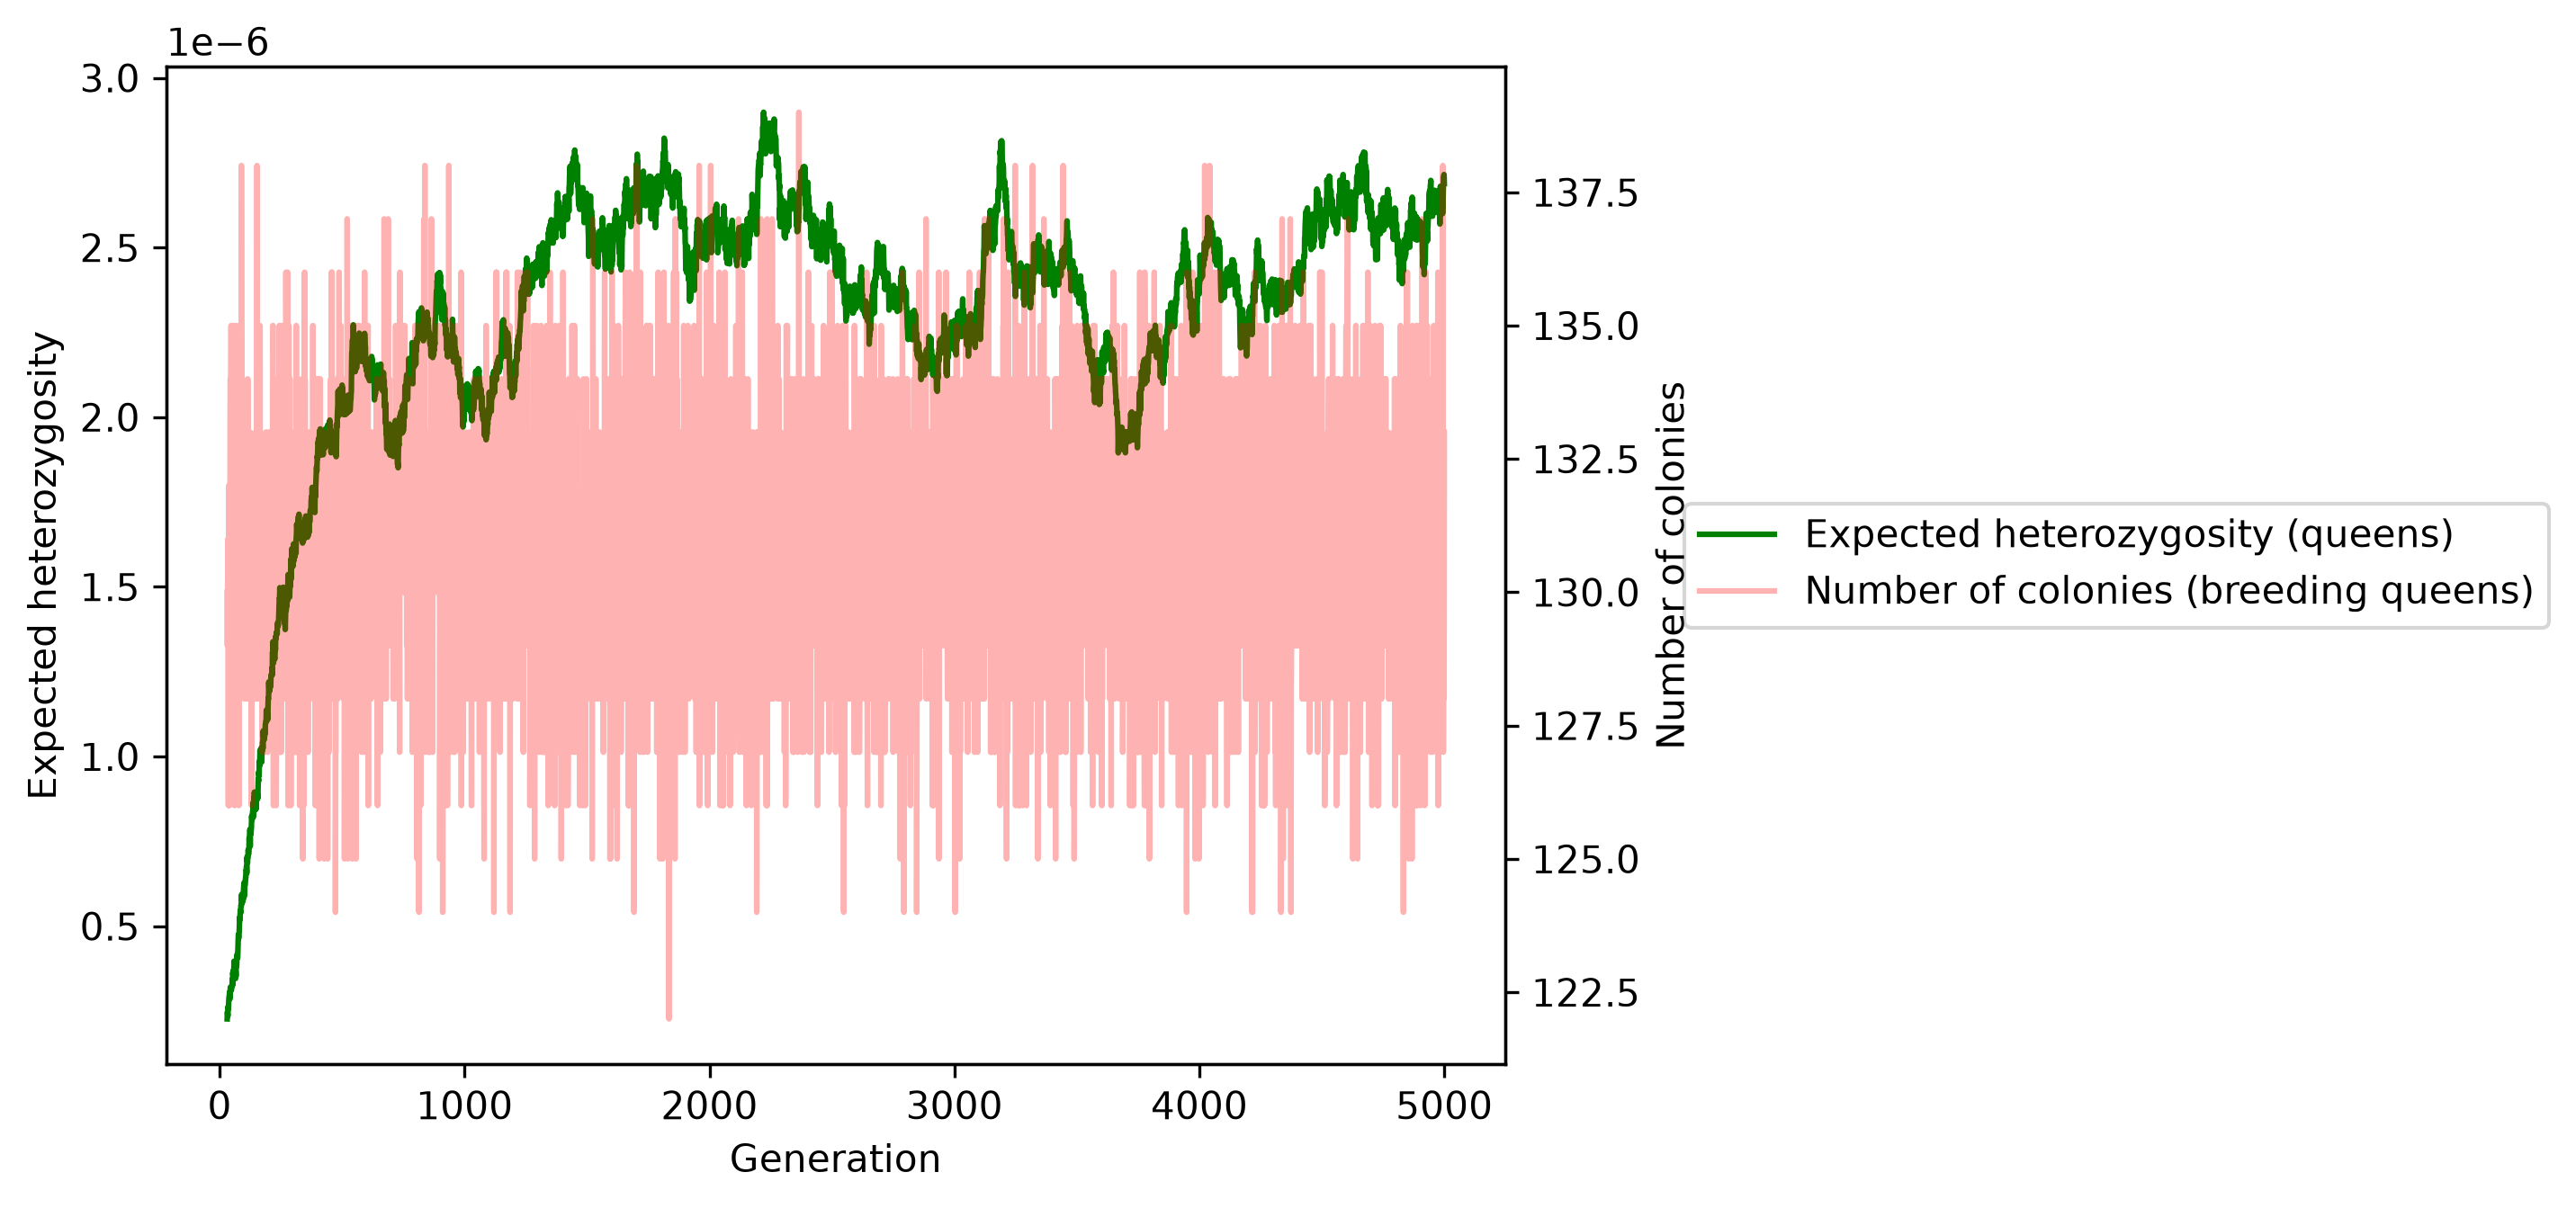 1e−6
3.0
2.5
2.0
1.5
1.0
0.5
Expected heterozygosity
0 1000 2000 3000 4000 5000
Generation
137.5
135.0
132.5
130.0
127.5
125.0
122.5
Number of colonies
Expected heterozygosity (queens)
Number of colonies (breeding queens)